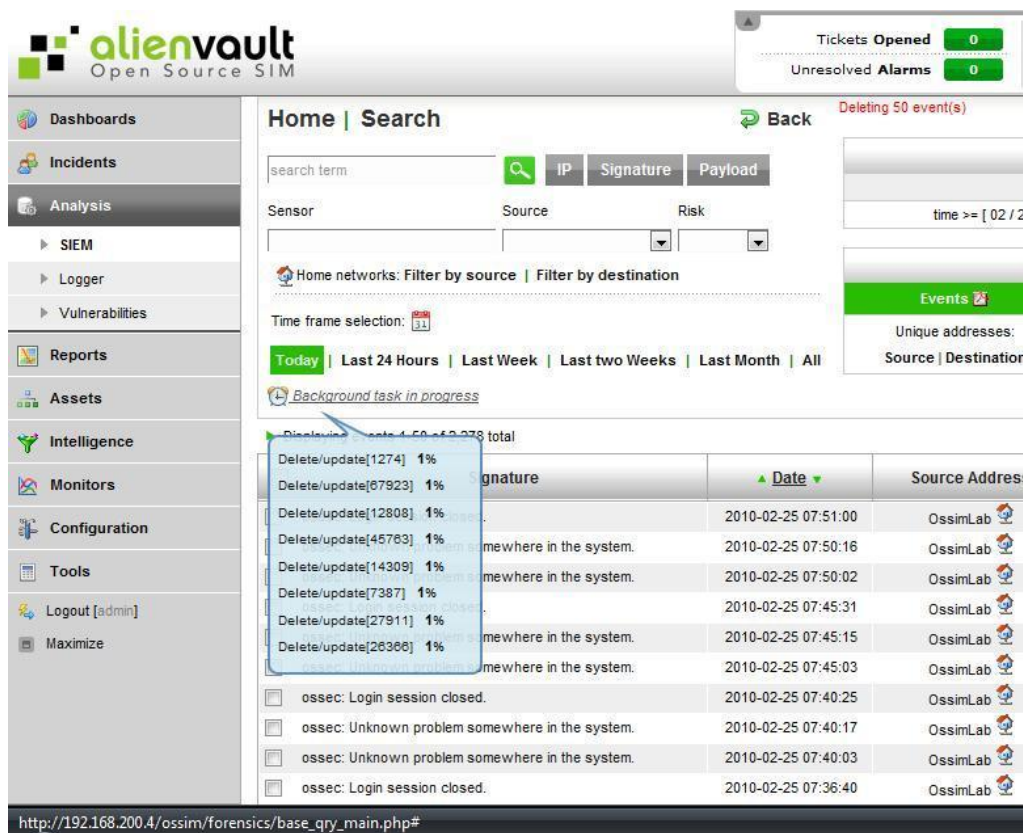 alienvault
Open Source SIM
Tickets Opened 0
Unresolved Alarms 0
Dashboards
Incidents
Analysis
SIEM
Logger
Vulnerabilities
Reports
Assets
Intelligence
Monitors
Configuration
Tools
Logout [admin]
Maximize
Home | Search
Back
Deleting 50 event(s)
search term
IP Signature Payload
Sensor Source Risk
Home networks: Filter by source | Filter by destination
Time frame selection: 31
Today | Last 24 Hours | Last Week | Last two Weeks | Last Month | All
Background task in progress
time >= [ 02 / 2
Events
Unique addresses:
Source | Destination
Displaying events 1-50 of 2,278 total
Delete/update[1274] 1%
Delete/update[67923] 1%
Delete/update[12808] 1%
Delete/update[45763] 1%
Delete/update[14309] 1%
Delete/update[7387] 1%
Delete/update[27911] 1%
Delete/update[26366] 1%
gnature Date Source Addres
2010-02-25 07:51:00 OssimLab
mewhere in the system. 2010-02-25 07:50:16 OssimLab
mewhere in the system. 2010-02-25 07:50:02 OssimLab
2010-02-25 07:45:31 OssimLab
mewhere in the system. 2010-02-25 07:45:15 OssimLab
mewhere in the system. 2010-02-25 07:45:03 OssimLab
ossec: Login session closed. 2010-02-25 07:40:25 OssimLab
ossec: Unknown problem somewhere in the system. 2010-02-25 07:40:17 OssimLab
ossec: Unknown problem somewhere in the system. 2010-02-25 07:40:03 OssimLab
ossec: Login session closed. 2010-02-25 07:36:40 OssimLab
http://192.168.200.4/ossim/forensics/base_qry_main.php#